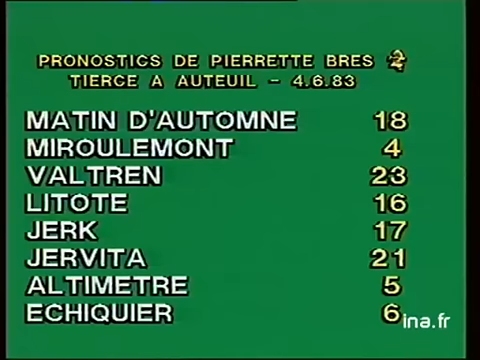 PRONOSTICS DE PIERRETTE BRES
TIERCE A AUTEUIL - 4.6.83
MATIN D'AUTOMNE 18
MIROULEMONT 4
VALTREN 23
LITOTE 16
JERK 17
JERVITA 21
ALTIMETRE 5
ECHIQUIER 6
ina.fr